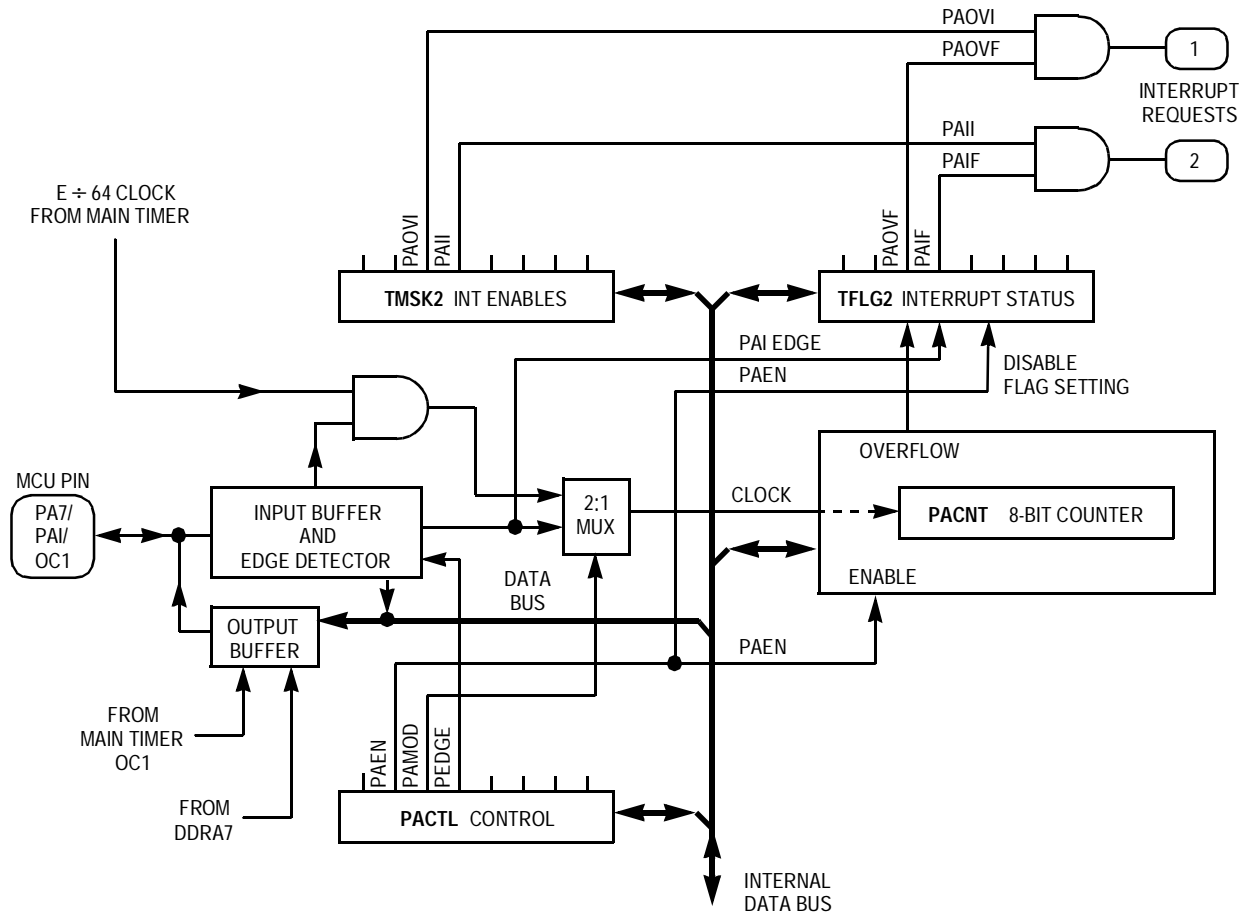 PAOVI
PAOVF
1
INTERRUPT
REQUESTS
PAII
PAIF
2
E ÷ 64 CLOCK
FROM MAIN TIMER
PAOVI
PAII
PAOVF
PAIF
TMSK2 INT ENABLES
TFLG2 INTERRUPT STATUS
PAI EDGE
PAEN
DISABLE
FLAG SETTING
OVERFLOW
MCU PIN
PA7/
PAI/
OC1
INPUT BUFFER
AND
EDGE DETECTOR
2:1
MUX
CLOCK
PACNT 8-BIT COUNTER
ENABLE
DATA
BUS
OUTPUT
BUFFER
PAEN
FROM
MAIN TIMER
OC1
PAEN
PAMOD
PEDGE
FROM
DDRA7
PACTL CONTROL
INTERNAL
DATA BUS